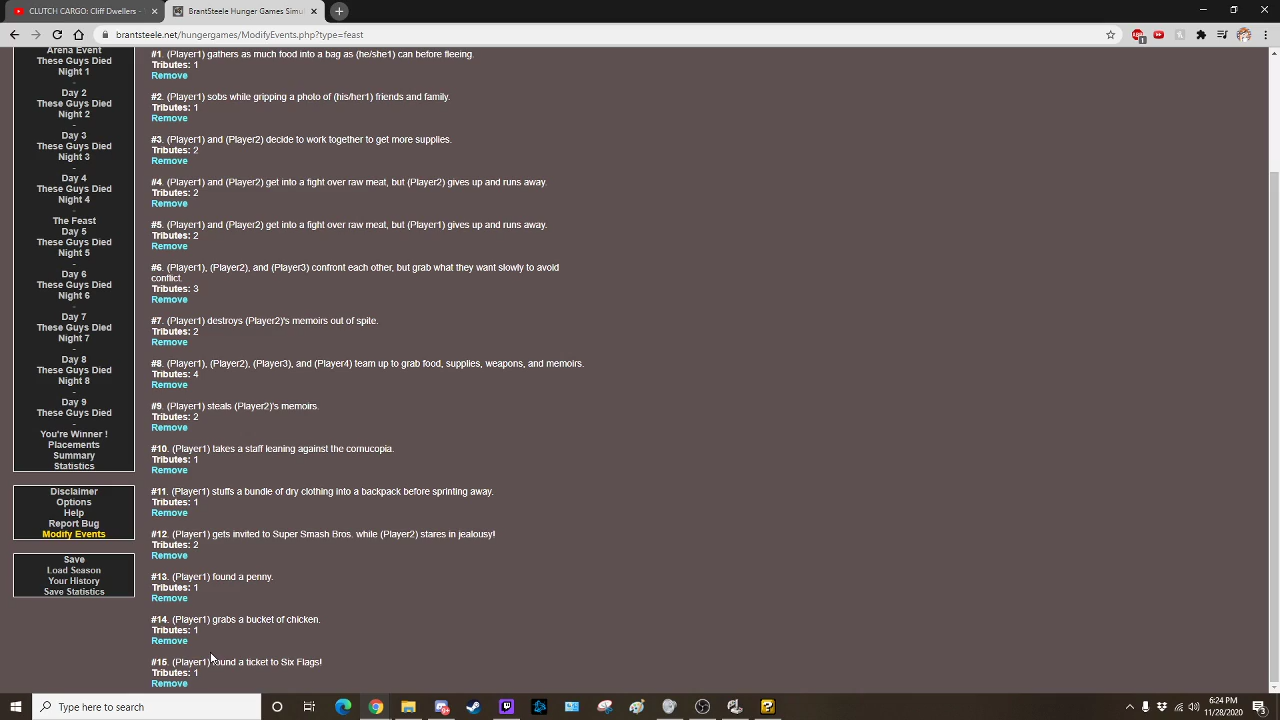 CLUTCH CARGO: Cliff Dwellers -
BrantSteele Hunger Games Simu
brantsteele.net/hungergames/ModifyEvents.php?type=feast
Arena Event
These Guys Died
Night 1
-
Day 2
These Guys Died
Night 2
-
Day 3
These Guys Died
Night 3
-
Day 4
These Guys Died
Night 4
-
The Feast
Day 5
These Guys Died
Night 5
-
Day 6
These Guys Died
Night 6
-
Day 7
These Guys Died
Night 7
-
Day 8
These Guys Died
Night 8
-
Day 9
These Guys Died
-
You're Winner !
Placements
Summary
Statistics
Disclaimer
Options
Help
Report Bug
Modify Events
Save
Load Season
Your History
Save Statistics
#1. (Player1) gathers as much food into a bag as (he/she1) can before fleeing.
Tributes: 1
Remove
#2. (Player1) sobs while gripping a photo of (his/her1) friends and family.
Tributes: 1
Remove
#3. (Player1) and (Player2) decide to work together to get more supplies.
Tributes: 2
Remove
#4. (Player1) and (Player2) get into a fight over raw meat, but (Player2) gives up and runs away.
Tributes: 2
Remove
#5. (Player1) and (Player2) get into a fight over raw meat, but (Player1) gives up and runs away.
Tributes: 2
Remove
#6. (Player1), (Player2), and (Player3) confront each other, but grab what they want slowly to avoid
conflict.
Tributes: 3
Remove
#7. (Player1) destroys (Player2)'s memoirs out of spite.
Tributes: 2
Remove
#8. (Player1), (Player2), (Player3), and (Player4) team up to grab food, supplies, weapons, and memoirs.
Tributes: 4
Remove
#9. (Player1) steals (Player2)'s memoirs.
Tributes: 2
Remove
#10. (Player1) takes a staff leaning against the cornucopia.
Tributes: 1
Remove
#11. (Player1) stuffs a bundle of dry clothing into a backpack before sprinting away.
Tributes: 1
Remove
#12. (Player1) gets invited to Super Smash Bros. while (Player2) stares in jealousy!
Tributes: 2
Remove
#13. (Player1) found a penny.
Tributes: 1
Remove
#14. (Player1) grabs a bucket of chicken.
Tributes: 1
Remove
#15. (Player1) found a ticket to Six Flags!
Tributes: 1
Remove
Type here to search
6:24 PM
11/28/2020